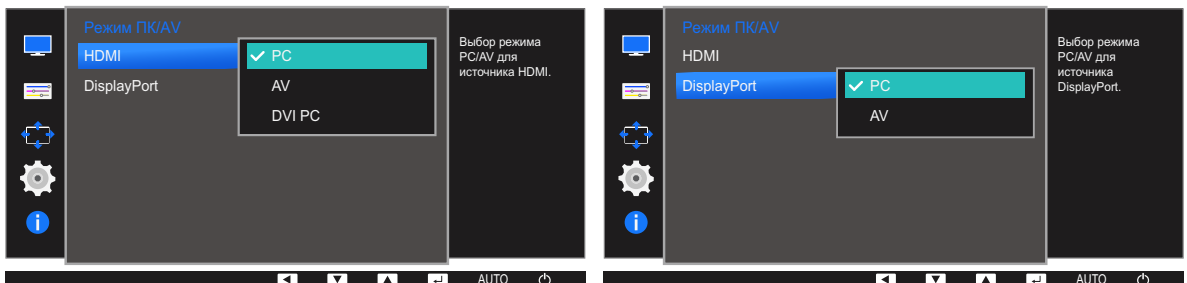 Режим ПК/AV
HDMI
PC
AV
DVI PC
DisplayPort
Выбор режима
PC/AV для
источника HDMI.
AUTO
Режим ПК/AV
HDMI
DisplayPort
PC
AV
Выбор режима
PC/AV для
источника
DisplayPort.
AUTO